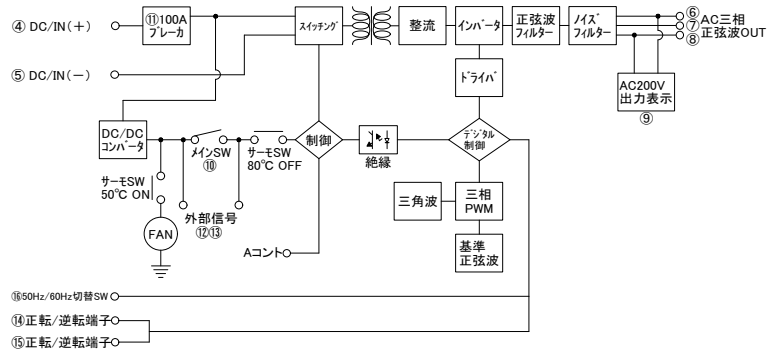 ④ DC/IN(+)
⑪100A
ブレーカ
スイッチング
整流
インバータ
正弦波
フィルター
ノイズ
フィルター
⑥
⑦
⑧
AC三相
正弦波OUT
⑤ DC/IN(−)
ドライバ
AC200V
出力表示
⑨
DC/DC
コンバータ
メインSW
⑩
サーモSW
80℃ OFF
制御
絶縁
デジタル
制御
サーモSW
50℃ ON
外部信号
⑫⑬
三角波
三相
PWM
FAN
Aコント
基準
正弦波
⑯50Hz/60Hz切替SW
⑭正転/逆転端子
⑮正転/逆転端子